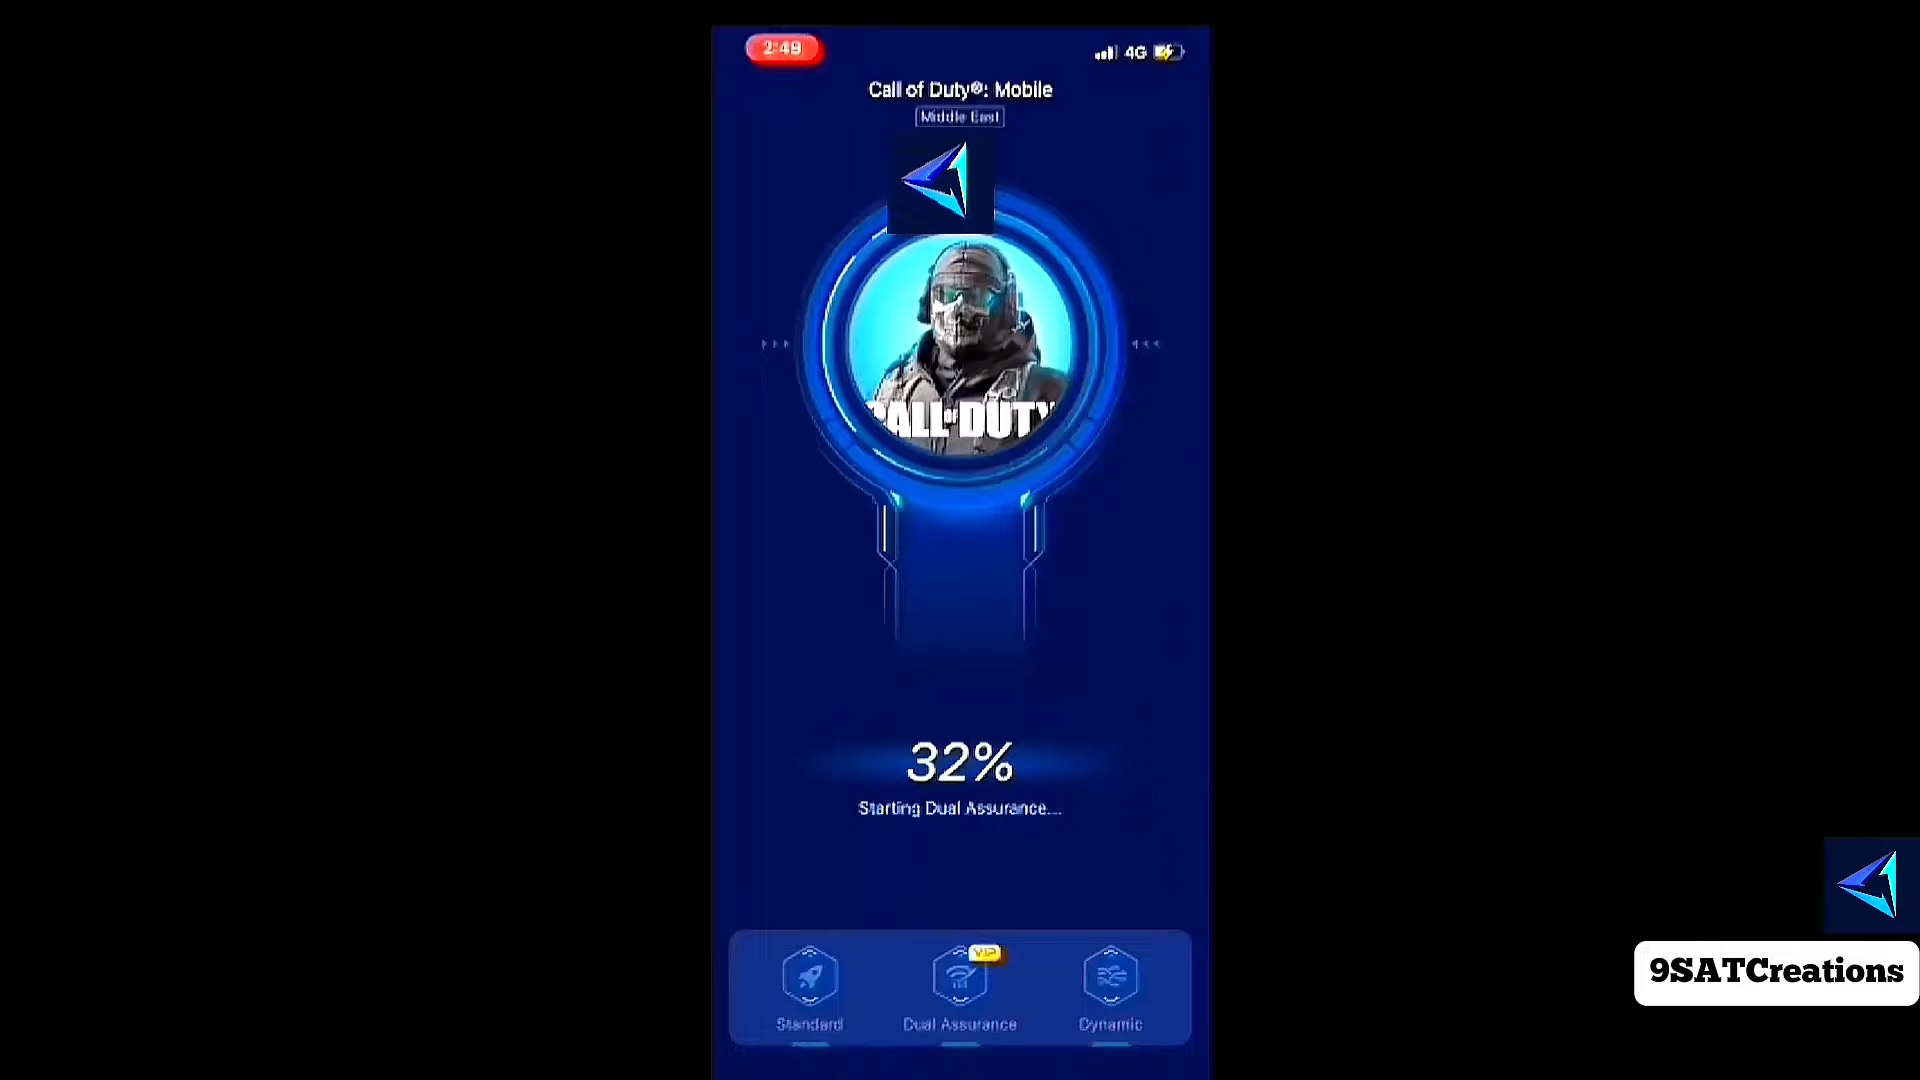 2:49
4G
Call of Duty®: Mobile
Middle East
CALL OF DUTY
32%
Starting Dual Assurance...
VIP
Standard
Dual Assurance
Dynamic
9SATCreations